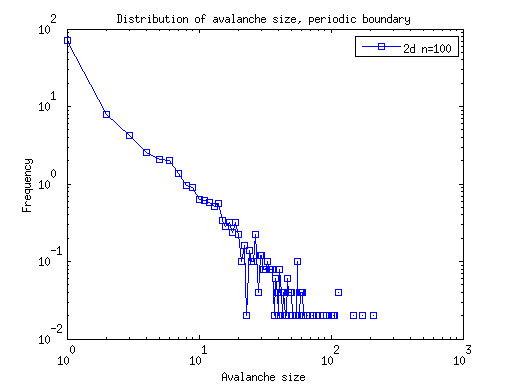 Distribution of avalanche size, periodic boundary
10^2
10^1
10^0
10^-1
10^-2
Frequency
2d n=100
10^0
10^1
10^2
10^3
Avalanche size